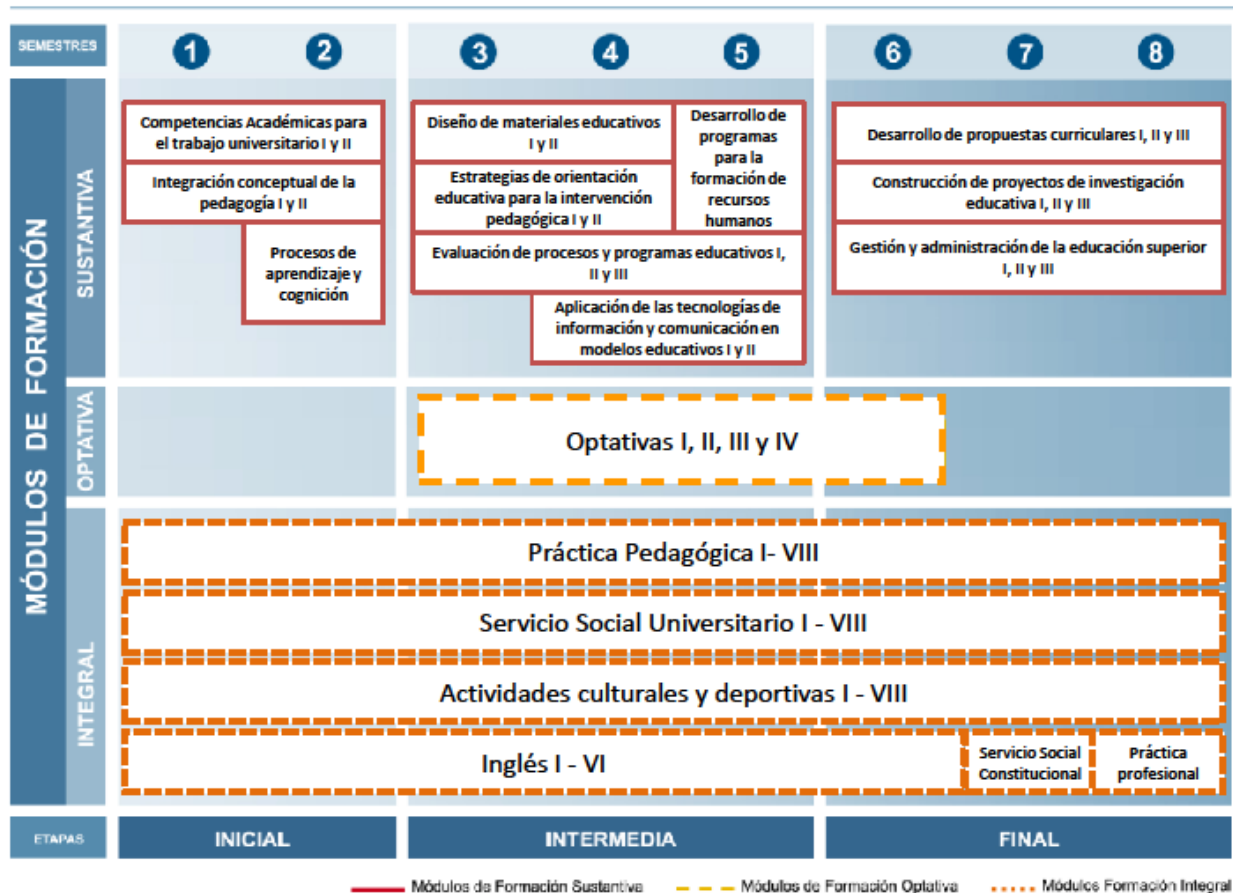 SEMESTRES
1
2
3
4
5
6
7
8
MÓDULOS DE FORMACIÓN
SUSTANTIVA
Competencias Académicas para
el trabajo universitario I y II
Integración conceptual de la
pedagogía I y II
Procesos de
aprendizaje y
cognición
Diseño de materiales educativos
I y II
Estrategias de orientación
educativa para la intervención
pedagógica I y II
Desarrollo de
programas
para la
formación de
recursos
humanos
Evaluación de procesos y programas educativos I,
II y III
Aplicación de las tecnologías de
información y comunicación en
modelos educativos I y II
Desarrollo de propuestas curriculares I, II y III
Construcción de proyectos de investigación
educativa I, II y III
Gestión y administración de la educación superior
I, II y III
OPTATIVA
Optativas I, II, III y IV
INTEGRAL
Práctica Pedagógica I- VIII
Servicio Social Universitario I - VIII
Actividades culturales y deportivas I - VIII
Inglés I - VI
Servicio Social
Constitucional
Práctica
profesional
ETAPAS
INICIAL
INTERMEDIA
FINAL
Módulos de Formación Sustantiva
Módulos de Formación Optativa
Módulos Formación Integral